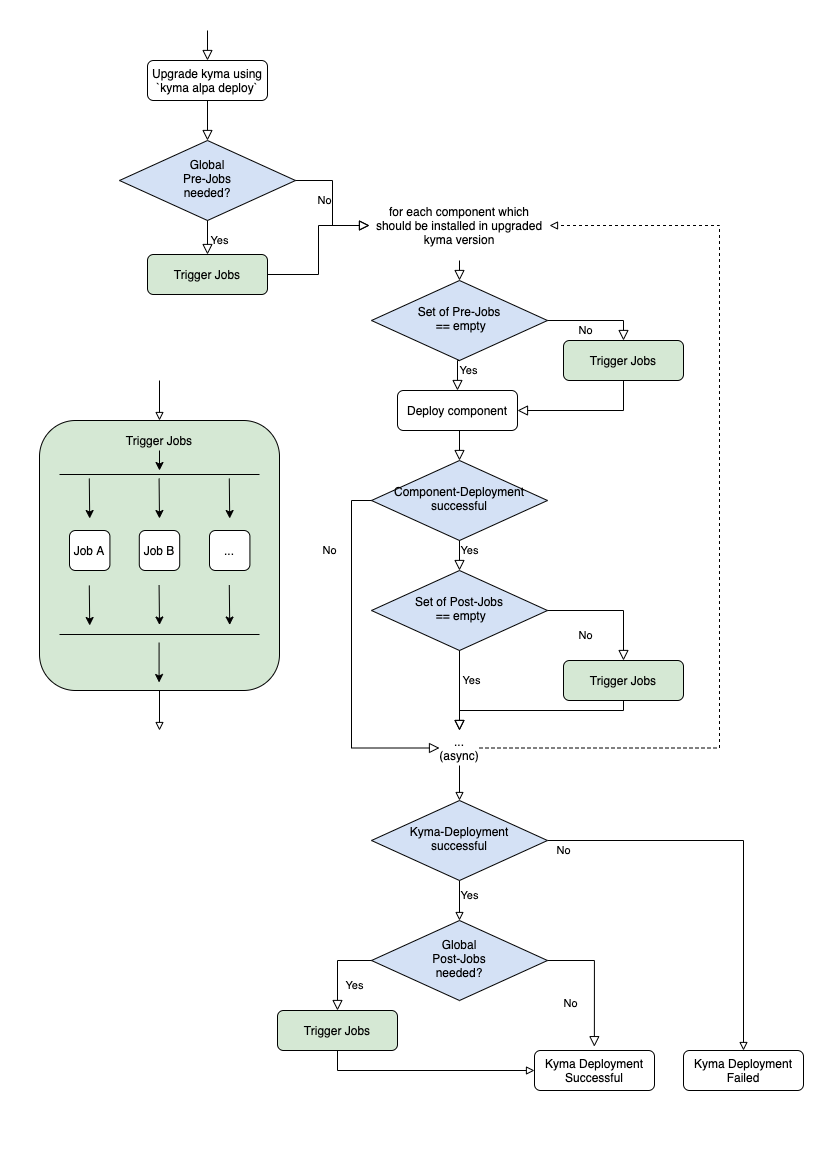 Upgrade kyma using
`kyma alpa deploy`
Global
Pre-Jobs
needed?
No
Yes
Trigger Jobs
for each component which
should be installed in upgraded
kyma version
Set of Pre-Jobs
== empty
No
Trigger Jobs
Yes
Deploy component
Component-Deployment
successful
No
Yes
Set of Post-Jobs
== empty
No
Trigger Jobs
Yes
...
(async)
Kyma-Deployment
successful
No
Yes
Global
Post-Jobs
needed?
Yes
No
Trigger Jobs
Kyma Deployment
Successful
Kyma Deployment
Failed
Trigger Jobs
Job A
Job B
...